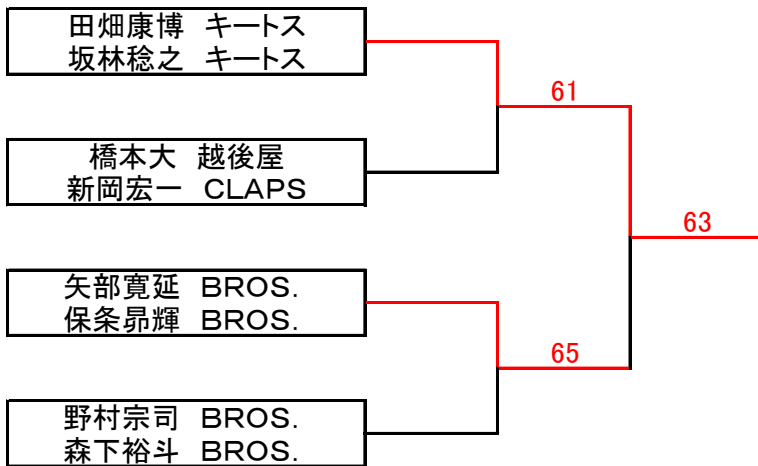 田畑康博 キートス
坂林稔之 キートス
61
橋本大 越後屋
新岡宏一 CLAPS
63
矢部寛延 BROS.
保条昴輝 BROS.
65
野村宗司 BROS.
森下裕斗 BROS.